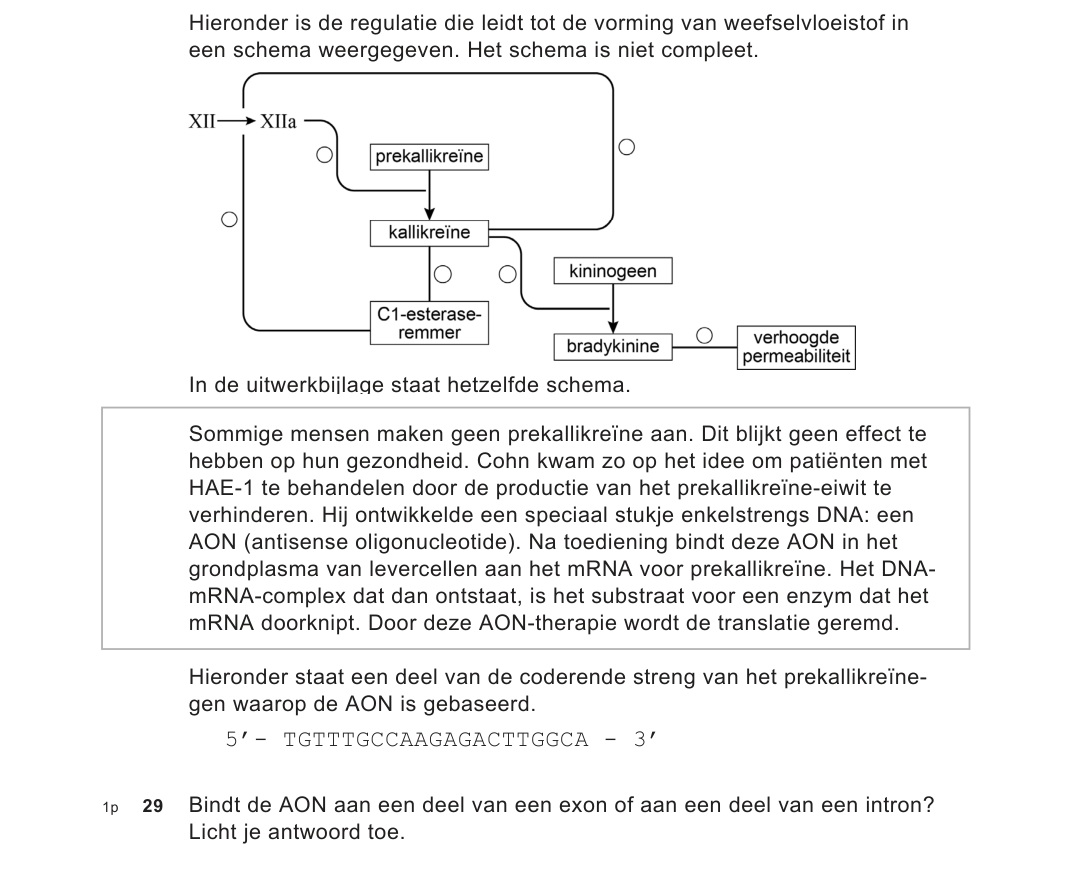 Hieronder is de regulatie die leidt tot de vorming van weefselvloeistof in
een schema weergegeven. Het schema is niet compleet.
XII
XIIa
prekallikreïne
kallikreïne
kininogeen
C1-esterase-
remmer
bradykinine
verhoogde
permeabiliteit
In de uitwerkbijlage staat hetzelfde schema.
Sommige mensen maken geen prekallikreïne aan. Dit blijkt geen effect te
hebben op hun gezondheid. Cohn kwam zo op het idee om patiënten met
HAE-1 te behandelen door de productie van het prekallikreïne-eiwit te
verhinderen. Hij ontwikkelde een speciaal stukje enkelstrengs DNA: een
AON (antisense oligonucleotide). Na toediening bindt deze AON in het
grondplasma van levercellen aan het mRNA voor prekallikreïne. Het DNA-
mRNA-complex dat dan ontstaat, is het substraat voor een enzym dat het
mRNA doorknipt. Door deze AON-therapie wordt de translatie geremd.
Hieronder staat een deel van de coderende streng van het prekallikreïne-
gen waarop de AON is gebaseerd.
5’- TGTTTGCCAAGAGACTTGGCA - 3’
1p 29 Bindt de AON aan een deel van een exon of aan een deel van een intron?
Licht je antwoord toe.